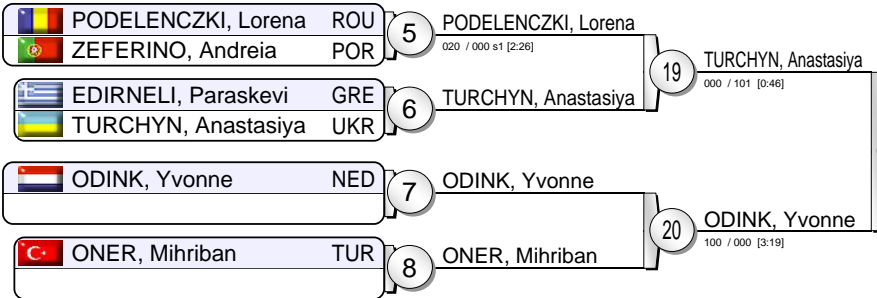 PODELENCZKI, Lorena ROU
ZEFERINO, Andreia POR
5
PODELENCZKI, Lorena
020 / 000 s1 [2:26]
EDIRNELI, Paraskevi GRE
TURCHYN, Anastasiya UKR
6
TURCHYN, Anastasiya
19
TURCHYN, Anastasiya
000 / 101 [0:46]
ODINK, Yvonne NED
7
ODINK, Yvonne
ONER, Mihriban TUR
8
ONER, Mihriban
20
ODINK, Yvonne
100 / 000 [3:19]